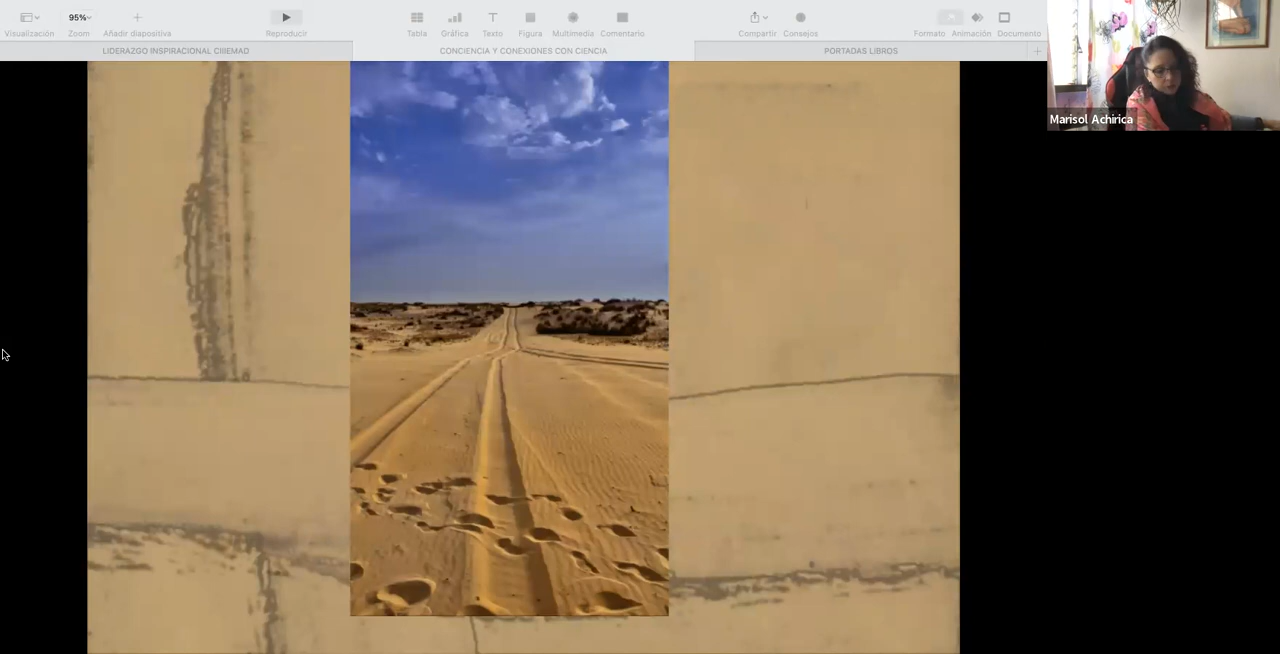 95%
Visualización Zoom Añadir diapositiva Reproducir Tabla Gráfica Texto Figura Multimedia Comentario Compartir Consejos Formato Animación Documento
LIDERAZGO INSPIRACIONAL CIIEMAD CONCIENCIA Y CONEXIONES CON CIENCIA PORTADAS LIBROS
Marisol Achirica